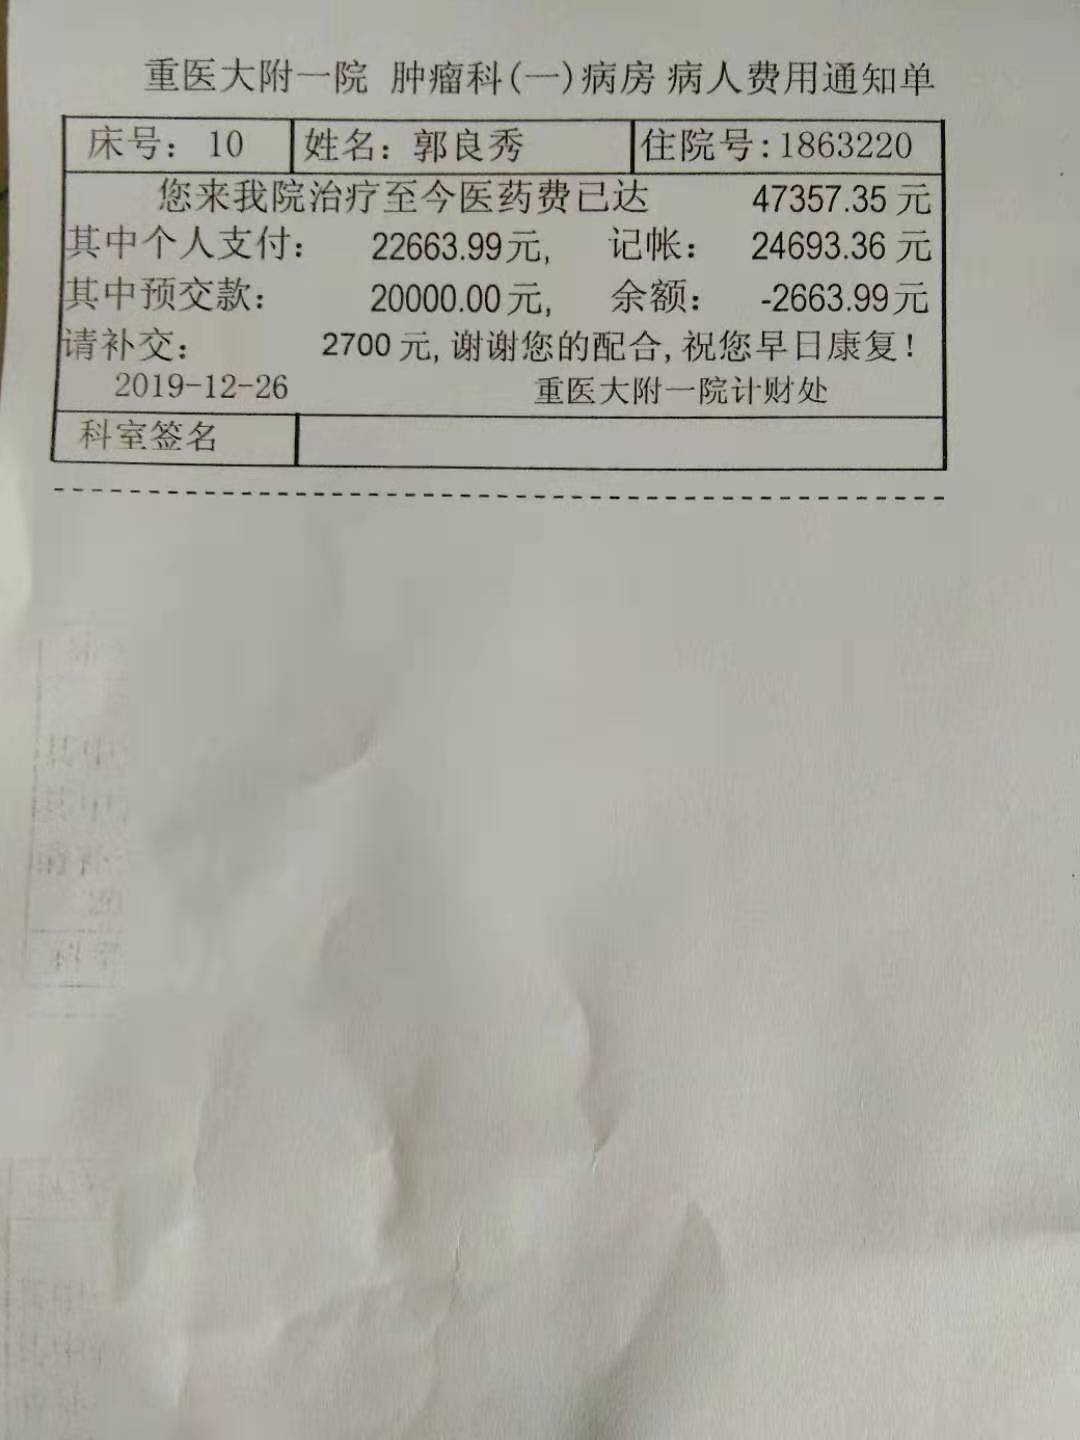 重医大附一院 肿瘤科(一)病房 病人费用通知单
床号: 10 姓名: 郭良秀 住院号:1863220
您来我院治疗至今医药费已达 47357.35 元
其中个人支付: 22663.99元, 记帐: 24693.36 元
其中预交款: 20000.00元, 余额: -2663.99元
请补交: 2700 元,谢谢您的配合,祝您早日康复!
2019-12-26 重医大附一院计财处
科室签名